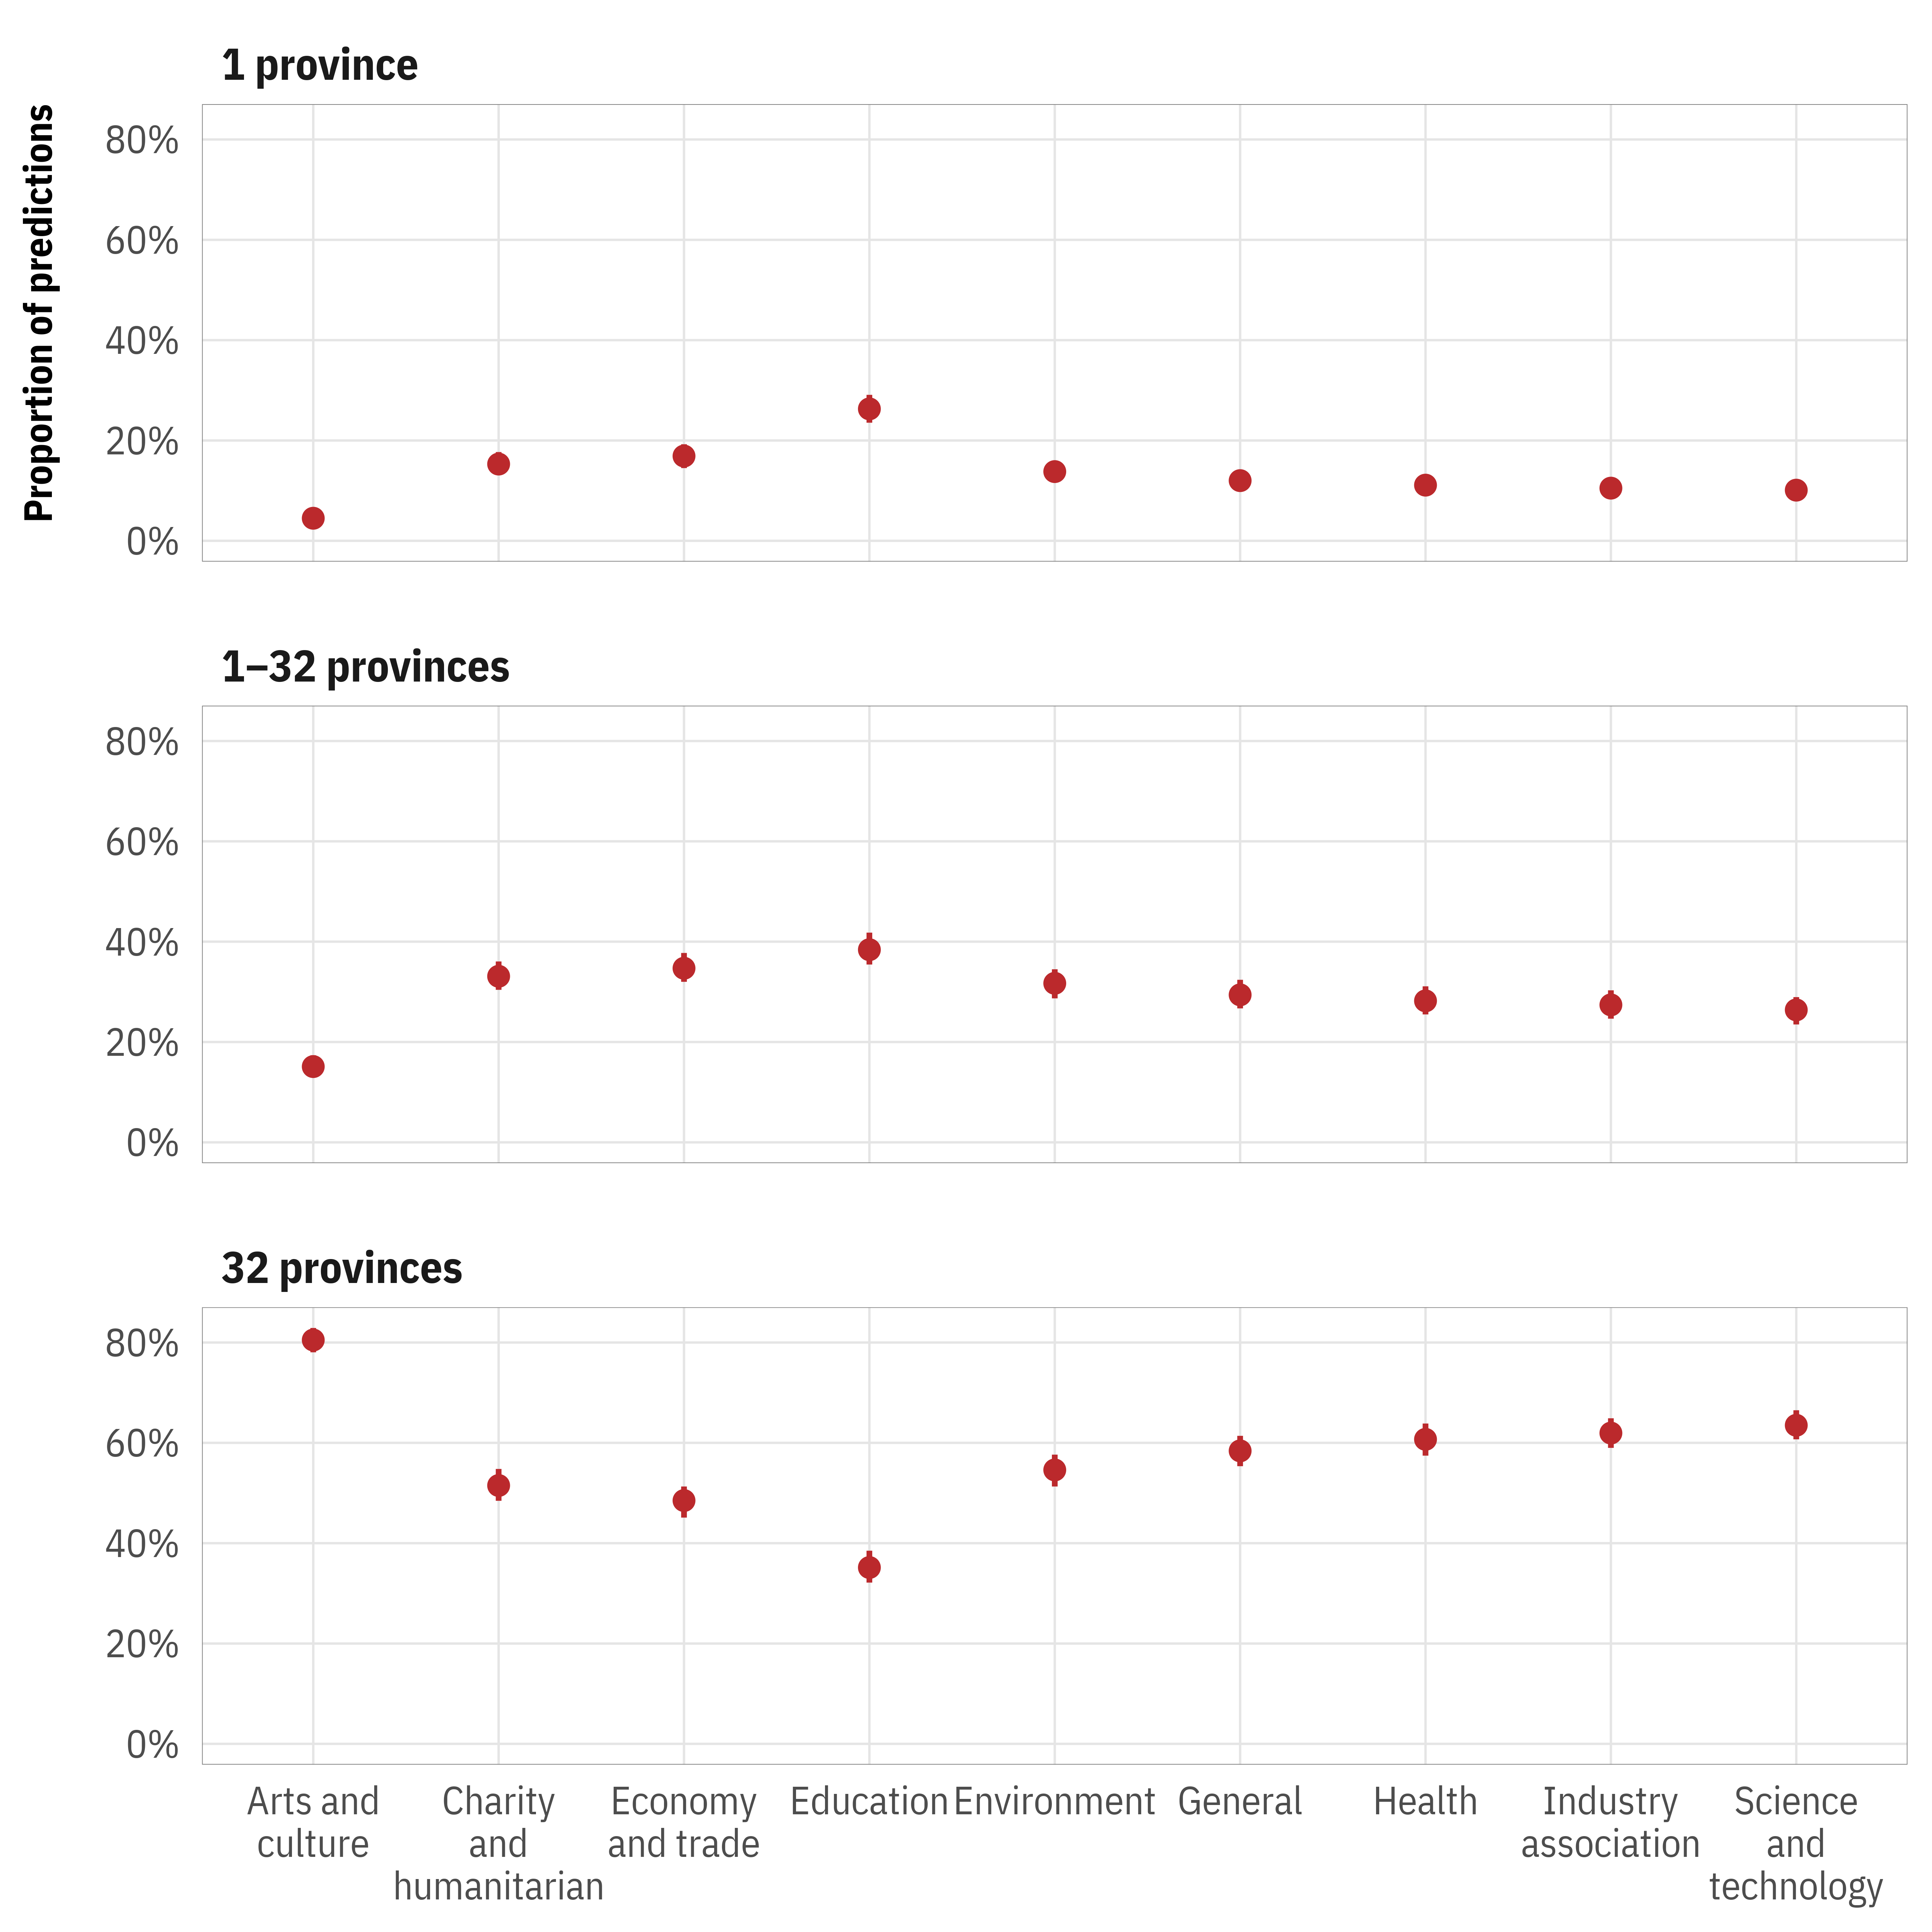 1 province
Proportion of predictions
80%
60%
40%
20%
0%
1–32 provinces
80%
60%
40%
20%
0%
32 provinces
80%
60%
40%
20%
0%
Arts and
culture
Charity
and
humanitarian
Economy
and trade
Education
Environment
General
Health
Industry
association
Science
and
technology